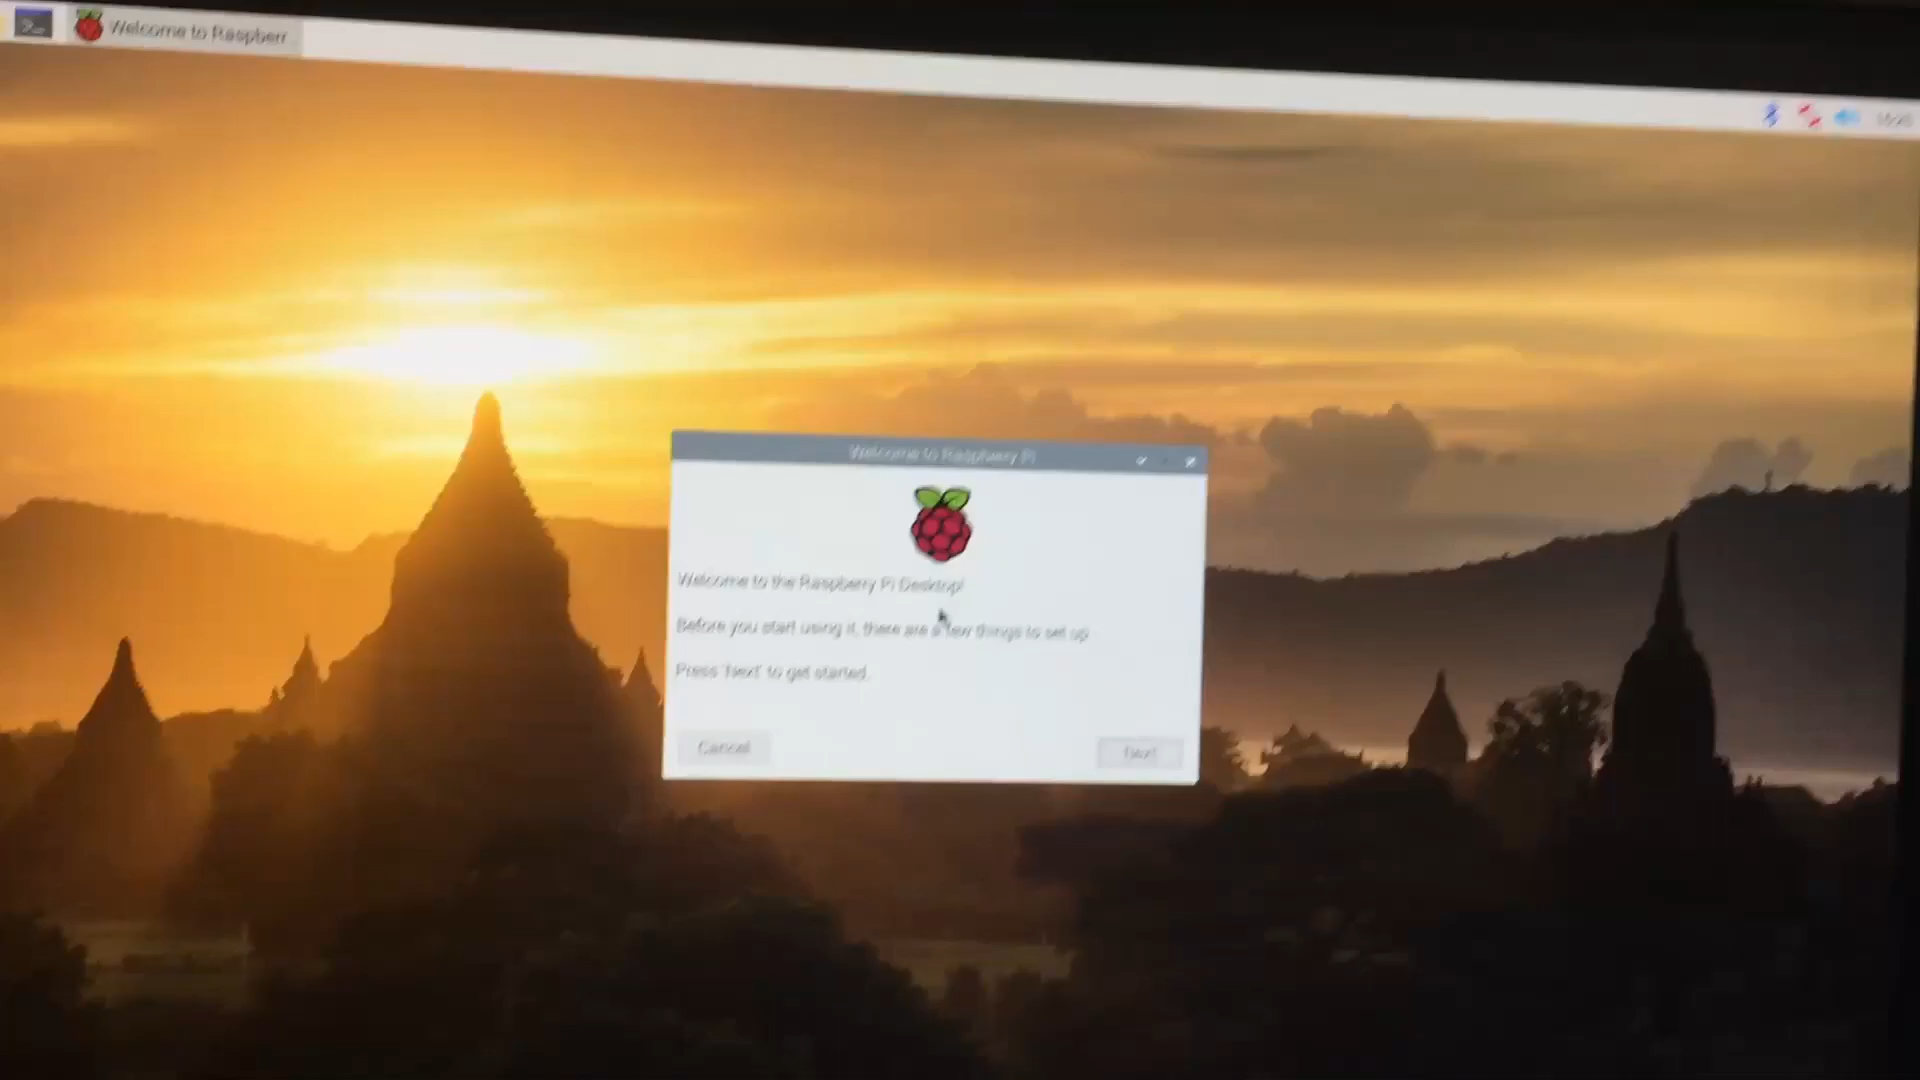 Welcome to Raspberr...
Welcome to Raspberry Pi
Welcome to the Raspberry Pi Desktop!
Before you start using it, there are a few things to set up.
Press 'Next' to get started.
Cancel
Next